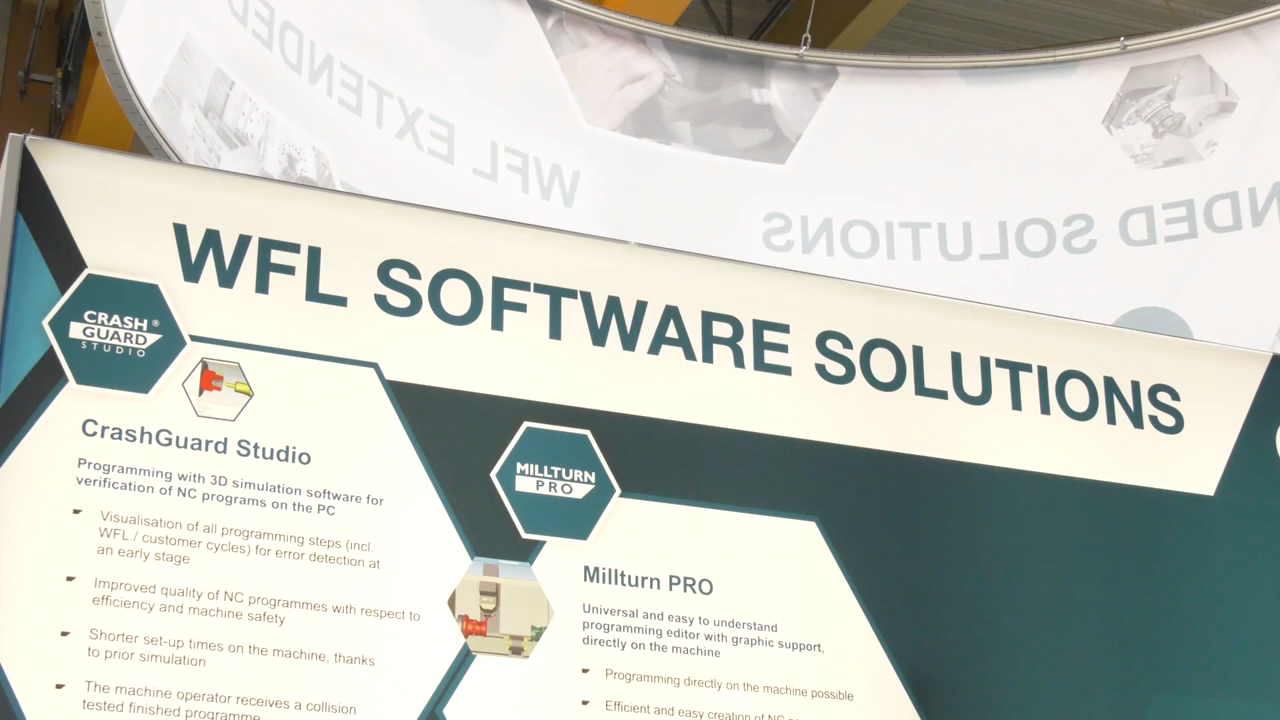 WFL EXTENDED
NDED SOLUTIONS
WFL SOFTWARE SOLUTIONS
CRASH®
GUARD
STUDIO
CrashGuard Studio
Programming with 3D simulation software for
verification of NC programs on the PC
Visualisation of all programming steps (incl.
WFL / customer cycles) for error detection at
an early stage
Improved quality of NC programmes with respect to
efficiency and machine safety
Shorter set-up times on the machine, thanks
to prior simulation
The machine operator receives a collision
tested finished programme
MILLTURN
PRO
Millturn PRO
Universal and easy to understand
programming editor with graphic support,
directly on the machine
Programming directly on the machine possible
Efficient and easy creation of NC